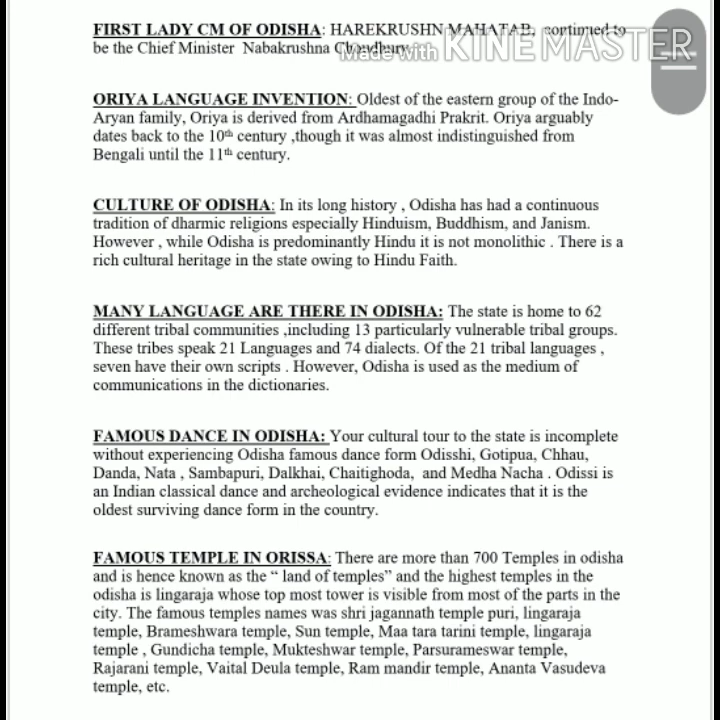 FIRST LADY CM OF ODISHA: HAREKRUSHN MAHATAB, continued to
be the Chief Minister Nabakrushna Choudhury
Made with KINEMASTER
ORIYA LANGUAGE INVENTION: Oldest of the eastern group of the Indo-
Aryan family, Oriya is derived from Ardhamagadhi Prakrit. Oriya arguably
dates back to the 10th century ,though it was almost indistinguished from
Bengali until the 11th century.
CULTURE OF ODISHA: In its long history , Odisha has had a continuous
tradition of dharmic religions especially Hinduism, Buddhism, and Janism.
However , while Odisha is predominantly Hindu it is not monolithic . There is a
rich cultural heritage in the state owing to Hindu Faith.
MANY LANGUAGE ARE THERE IN ODISHA: The state is home to 62
different tribal communities ,including 13 particularly vulnerable tribal groups.
These tribes speak 21 Languages and 74 dialects. Of the 21 tribal languages ,
seven have their own scripts . However, Odisha is used as the medium of
communications in the dictionaries.
FAMOUS DANCE IN ODISHA: Your cultural tour to the state is incomplete
without experiencing Odisha famous dance form Odisshi, Gotipua, Chhau,
Danda, Nata , Sambapuri, Dalkhai, Chaitighoda, and Medha Nacha . Odissi is
an Indian classical dance and archeological evidence indicates that it is the
oldest surviving dance form in the country.
FAMOUS TEMPLE IN ORISSA: There are more than 700 Temples in odisha
and is hence known as the “ land of temples” and the highest temples in the
odisha is lingaraja whose top most tower is visible from most of the parts in the
city. The famous temples names was shri jagannath temple puri, lingaraja
temple, Brameshwara temple, Sun temple, Maa tara tarini temple, lingaraja
temple , Gundicha temple, Mukteshwar temple, Parsurameswar temple,
Rajarani temple, Vaital Deula temple, Ram mandir temple, Ananta Vasudeva
temple, etc.